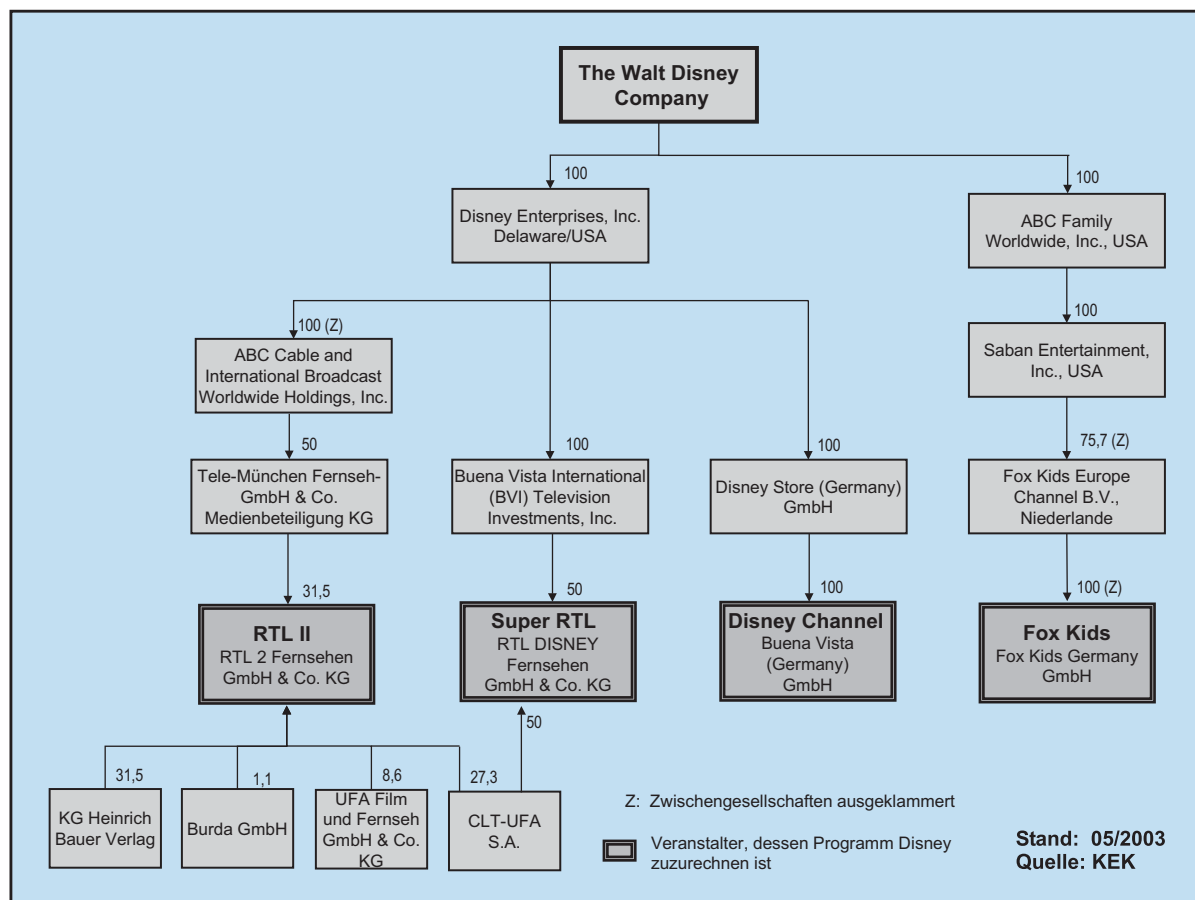 The Walt Disney
Company
100
100
Disney Enterprises, Inc.
Delaware/USA
ABC Family
Worldwide, Inc., USA
100 (Z)
100
ABC Cable and
International Broadcast
Worldwide Holdings, Inc.
Saban Entertainment,
Inc., USA
50
100
100
75,7 (Z)
Tele-München Fernseh-
GmbH & Co.
Medienbeteiligung KG
Buena Vista International
(BVI) Television
Investments, Inc.
Disney Store (Germany)
GmbH
Fox Kids Europe
Channel B.V.,
Niederlande
31,5
50
100
100 (Z)
RTL II
RTL 2 Fernsehen
GmbH & Co. KG
Super RTL
RTL DISNEY
Fernsehen
GmbH & Co. KG
Disney Channel
Buena Vista
(Germany)
GmbH
Fox Kids
Fox Kids Germany
GmbH
50
31,5
1,1
8,6
27,3
KG Heinrich
Bauer Verlag
Burda GmbH
UFA Film
und Fernseh
GmbH & Co.
KG
CLT-UFA
S.A.
Z: Zwischengesellschaften ausgeklammert
Veranstalter, dessen Programm Disney
zuzurechnen ist
Stand: 05/2003
Quelle: KEK